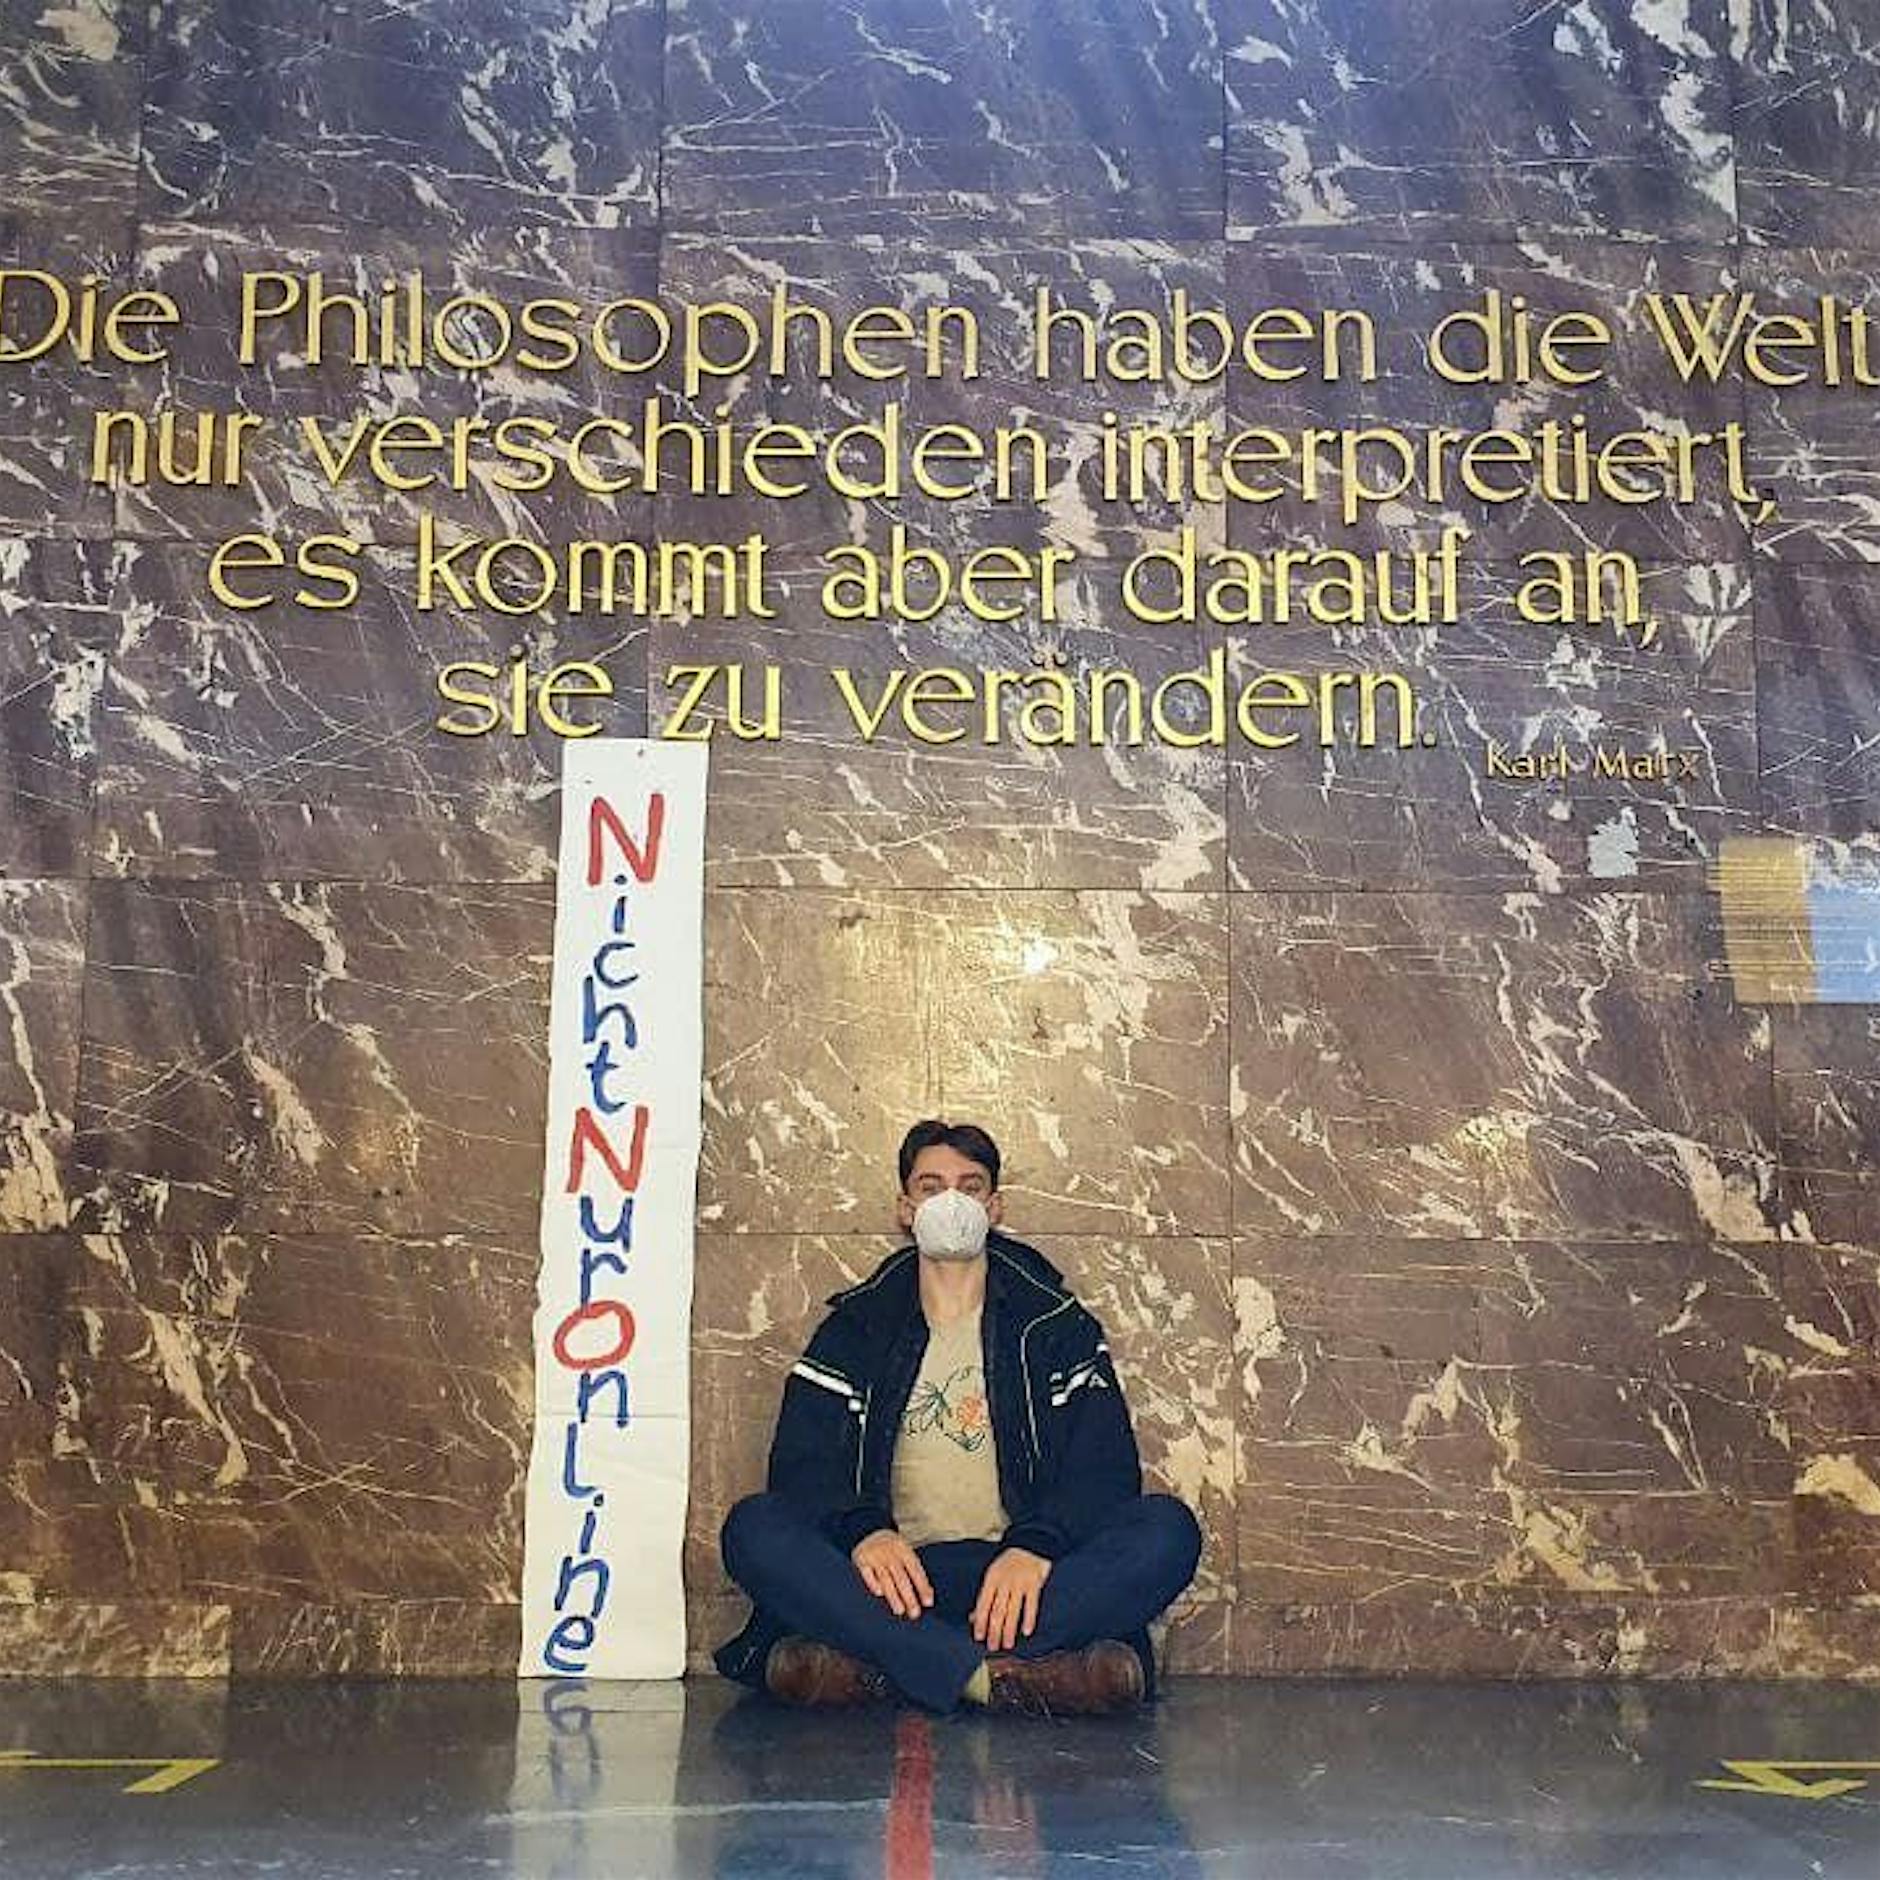 Die Philosophen haben die Welt
nur verschieden interpretiert,
es kommt aber darauf an,
sie zu verändern.
Karl Marx
NichtNurOnline